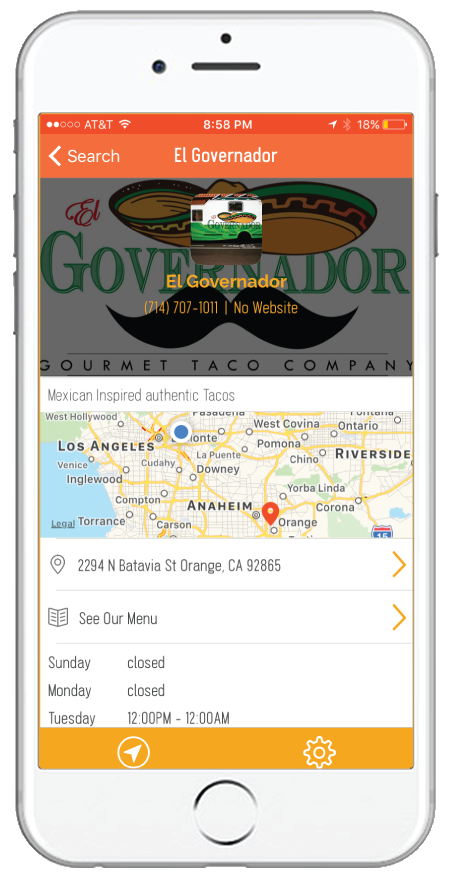 AT&T 8:58 PM 18%
Search El Governador
El
GOVERNADOR
GOVERNADOR
El Governador
(714) 707-1011 | No Website
GOURMET TACO COMPANY
Mexican Inspired authentic Tacos
West Hollywood Pasadena
West Covina Fontana
Ontario
LOS ANGELES Monte
Pomona
Venice Cudahy La Puente Chino RIVERSIDE
Inglewood Downey
Yorba Linda
Compton ANAHEIM Corona
Legal Torrance Carson Orange
15
2294 N Batavia St Orange, CA 92865
See Our Menu
Sunday closed
Monday closed
Tuesday 12:00PM - 12:00AM